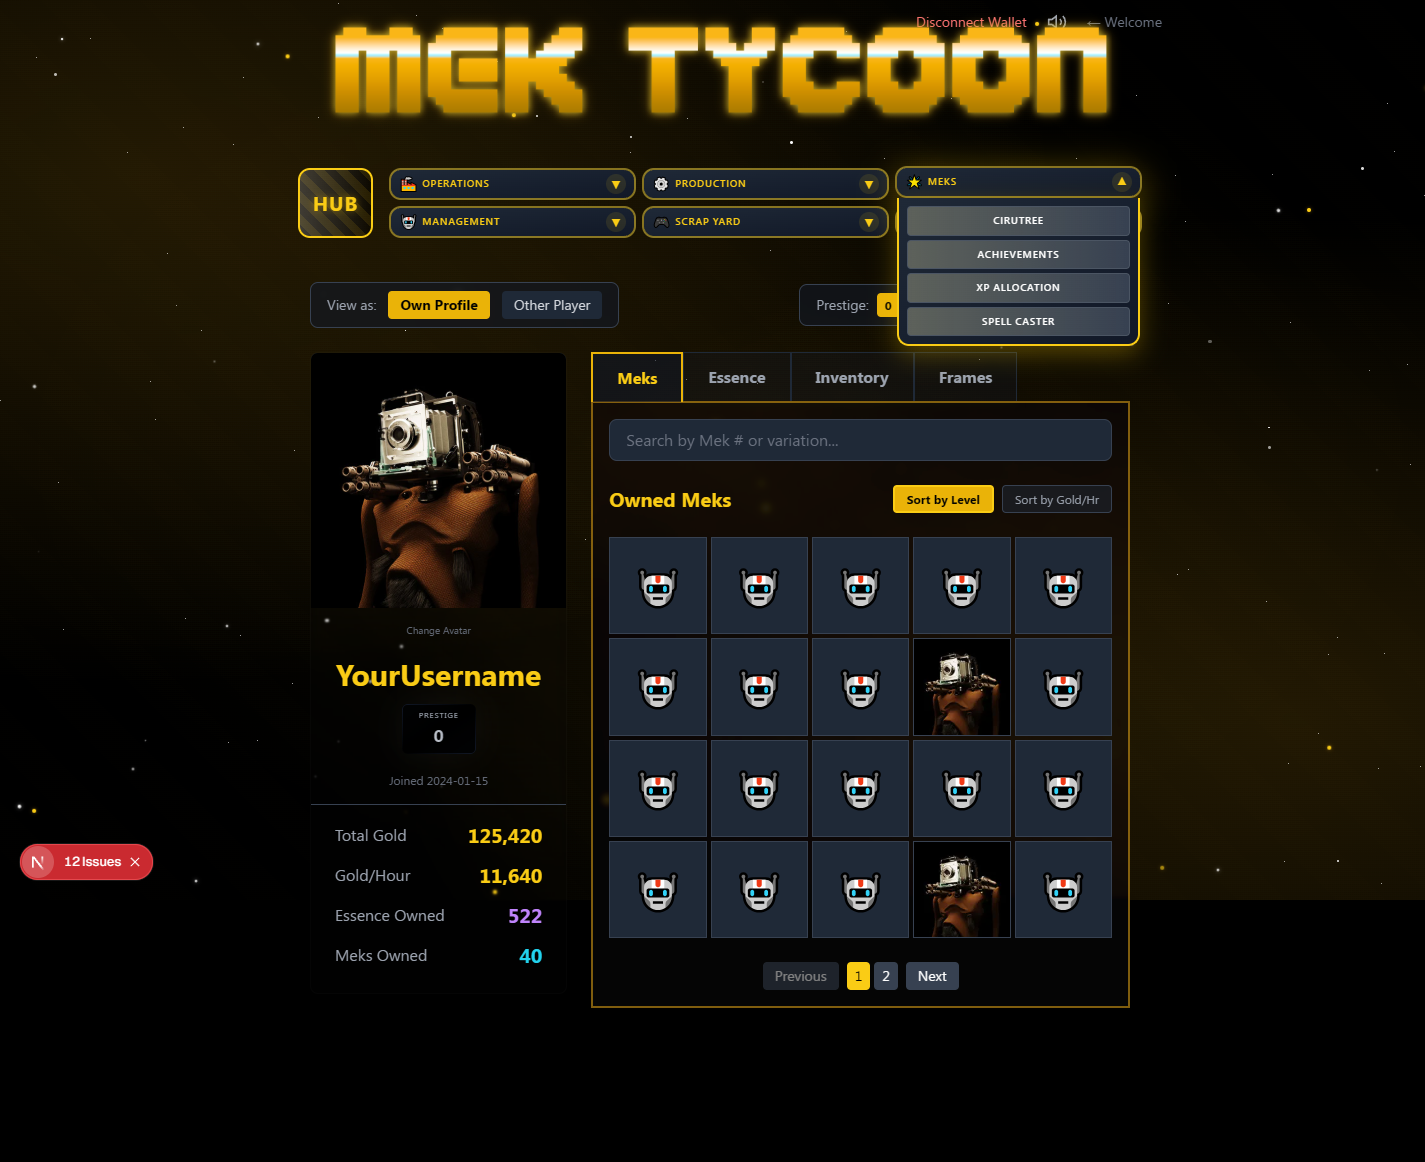 Disconnect Wallet
← Welcome
MEK TYCOON
HUB
OPERATIONS
PRODUCTION
MEKS
MANAGEMENT
SCRAP YARD
CIRUTREE
ACHIEVEMENTS
XP ALLOCATION
SPELL CASTER
View as:
Own Profile
Other Player
Prestige:
0
Meks
Essence
Inventory
Frames
Search by Mek # or variation...
Owned Meks
Sort by Level
Sort by Gold/Hr
Change Avatar
YourUsername
PRESTIGE
0
Joined 2024-01-15
Total Gold 125,420
Gold/Hour 11,640
Essence Owned 522
Meks Owned 40
N 12 Issues ×
Previous 1 2 Next